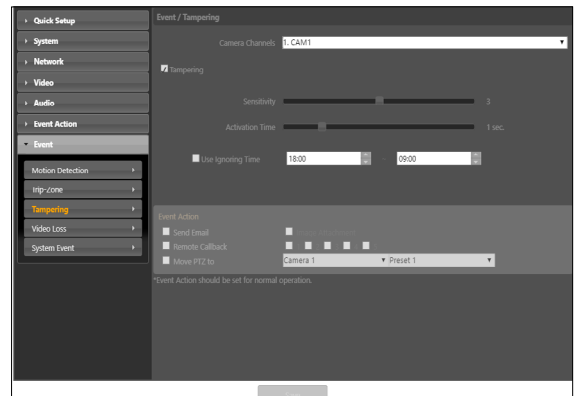 Quick Setup
System
Network
Video
Audio
Event Action
Event
Motion Detection
Trip-Zone
Tampering
Video Loss
System Event
Event / Tampering
Camera Channels 1. CAM1
Tampering
Sensitivity 3
Activation Time 1 sec.
Use Ignoring Time 18:00 ~ 09:00
Event Action
Send Email
Remote Callback
Move PTZ to Camera 1 Preset 1
*Event Action should be set for normal operation.